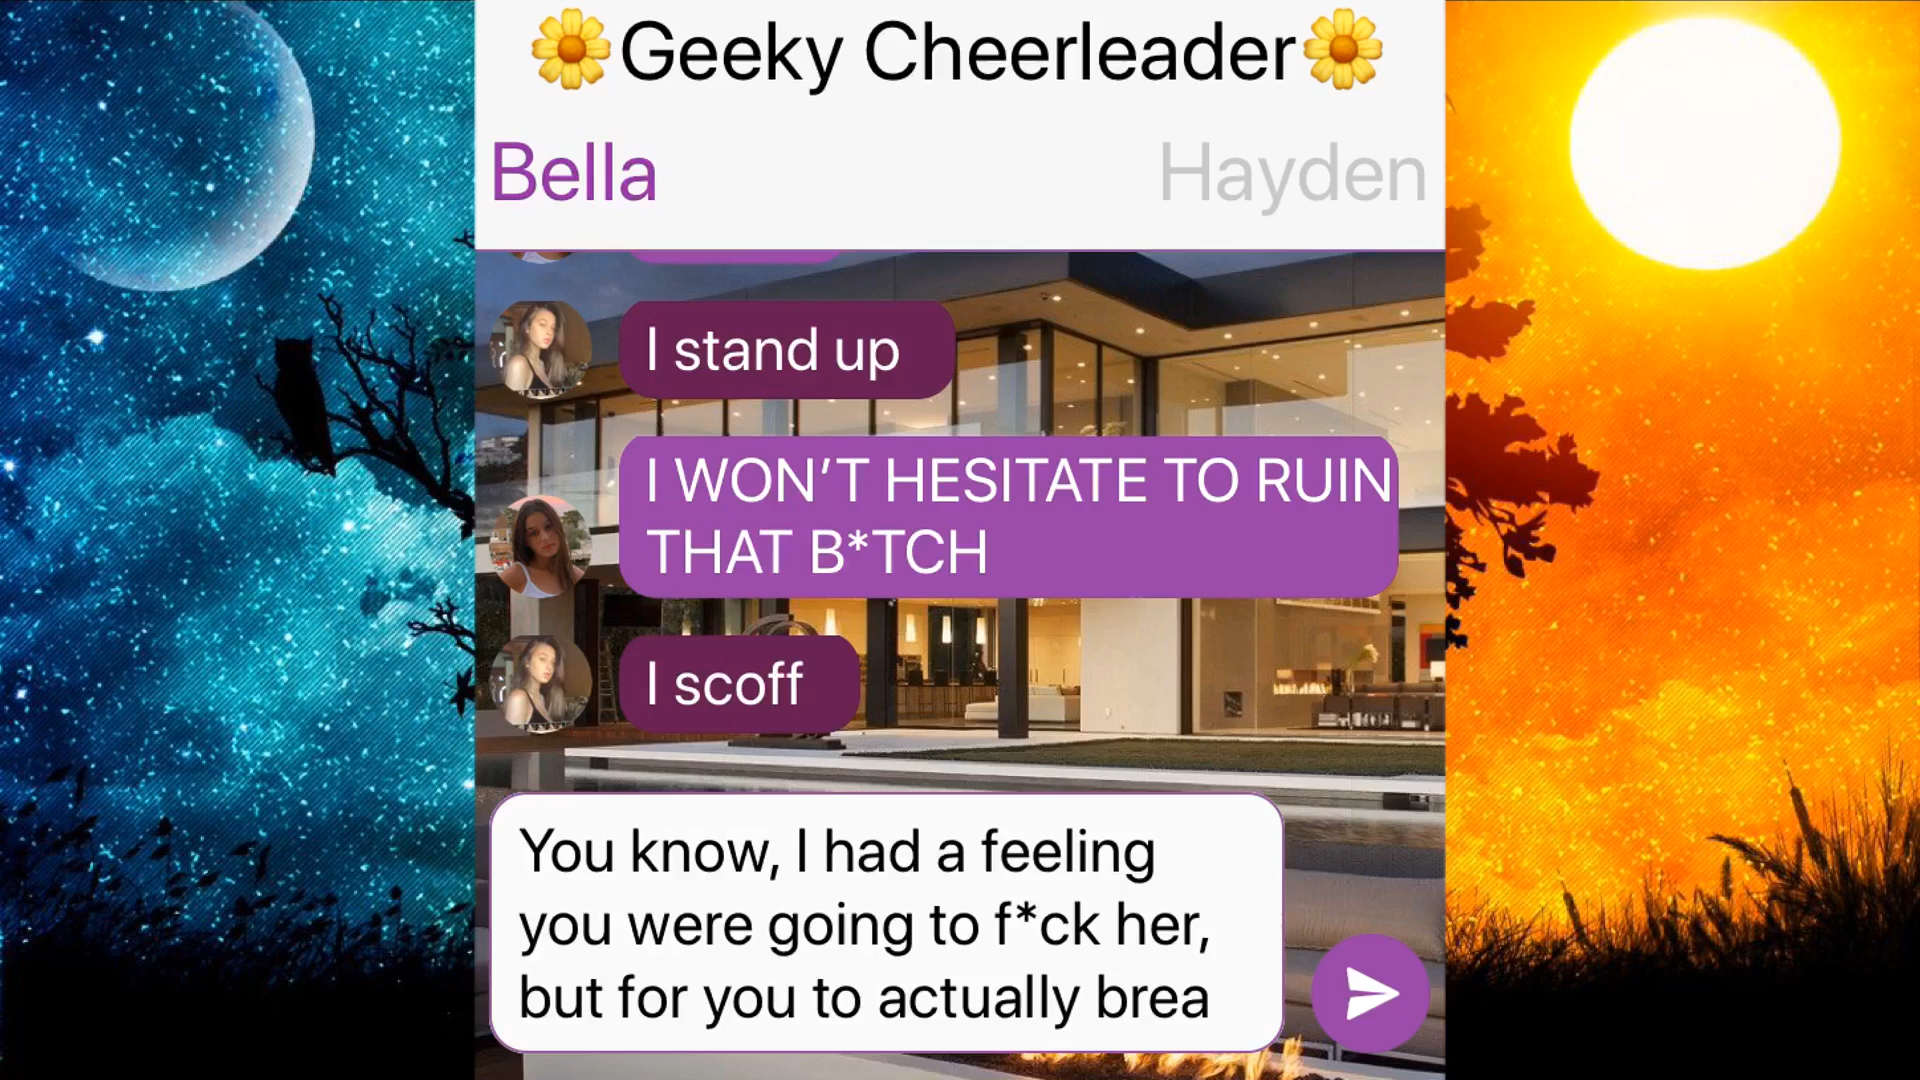 🌼Geeky Cheerleader🌼
Bella
Hayden
I stand up
I WON’T HESITATE TO RUIN
THAT B*TCH
I scoff
You know, I had a feeling
you were going to f*ck her,
but for you to actually brea